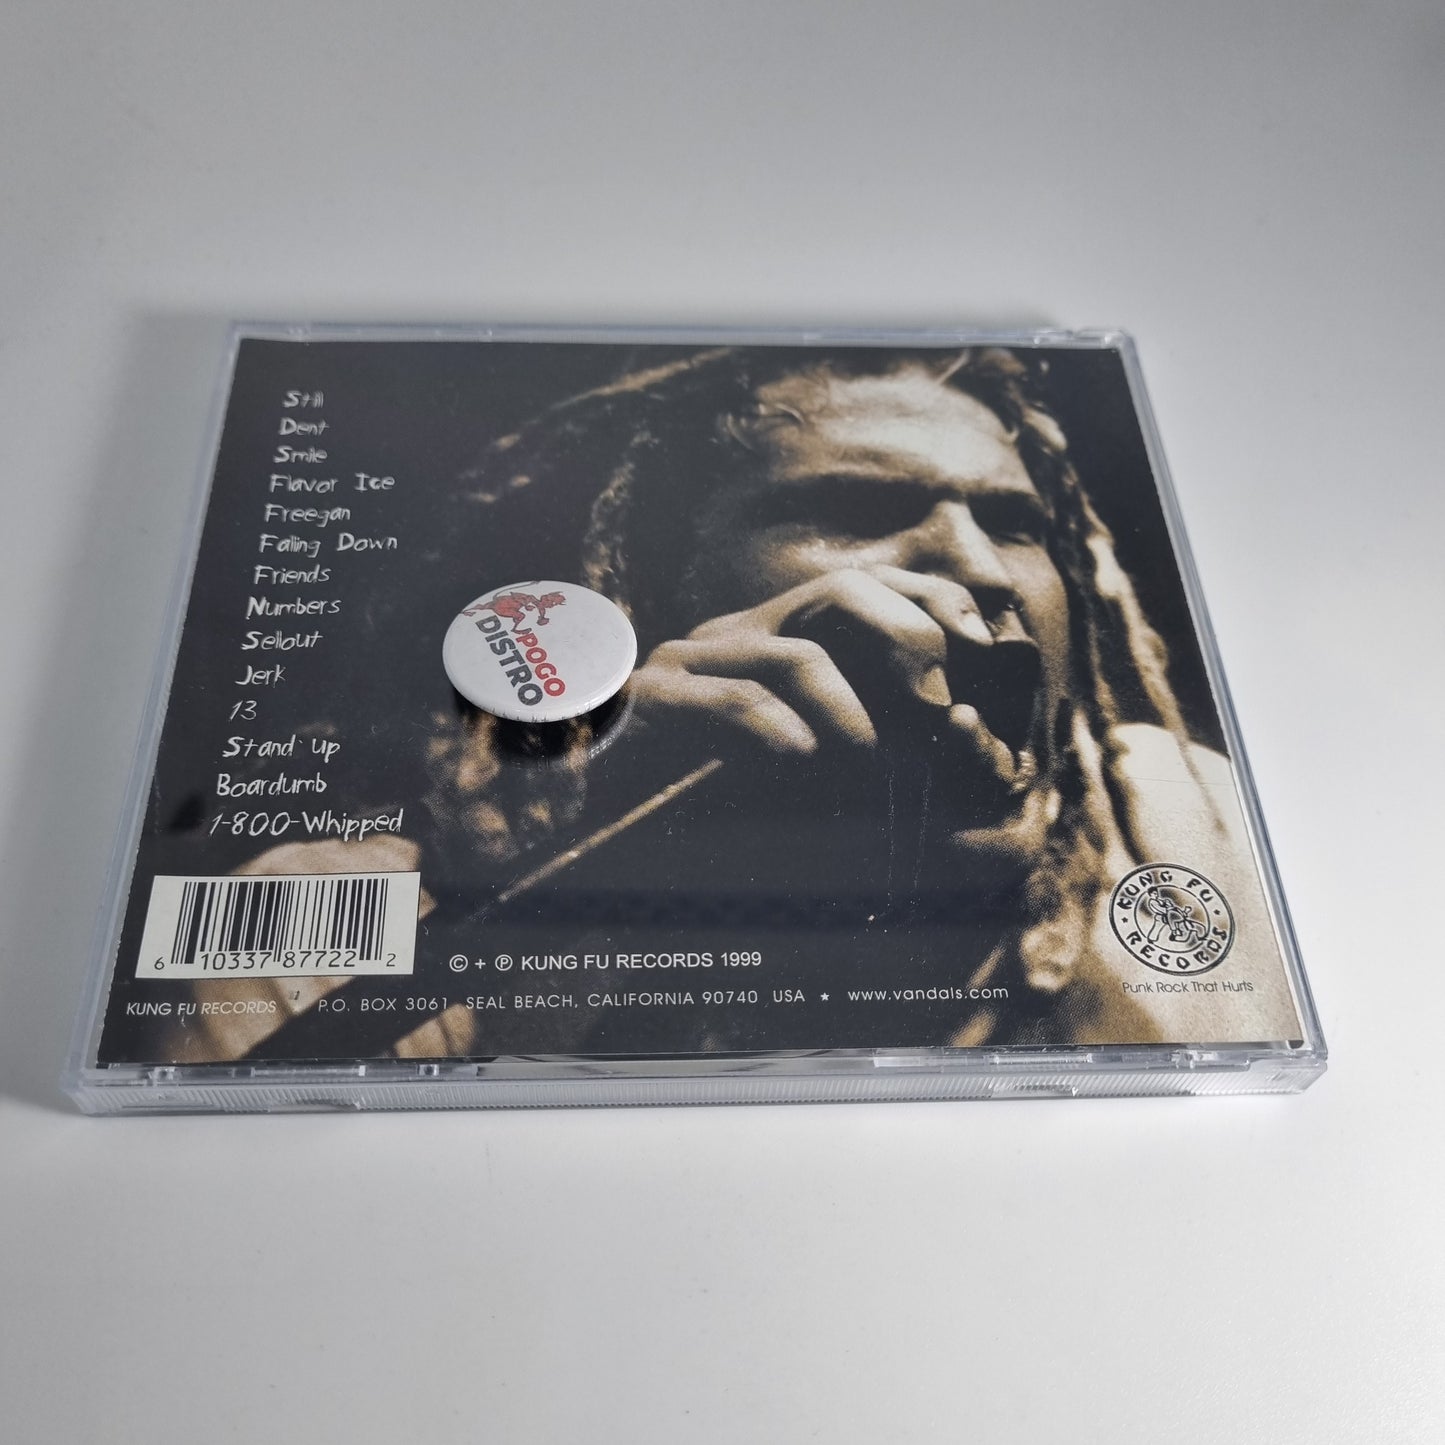 Still
Dent
Smile
Flavor Ice
Freegan
Falling Down
Friends
Numbers
Sellout
Jerk
13
Stand up
Boardumb
1-800-Whipped
POGO
DISTRO
6 10337 87722 2
© + ℗ KUNG FU RECORDS 1999
KUNG FU RECORDS P.O. BOX 3061 SEAL BEACH, CALIFORNIA 90740 USA ★ www.vandals.com
KUNG FU
RECORDS
Punk Rock That Hurts